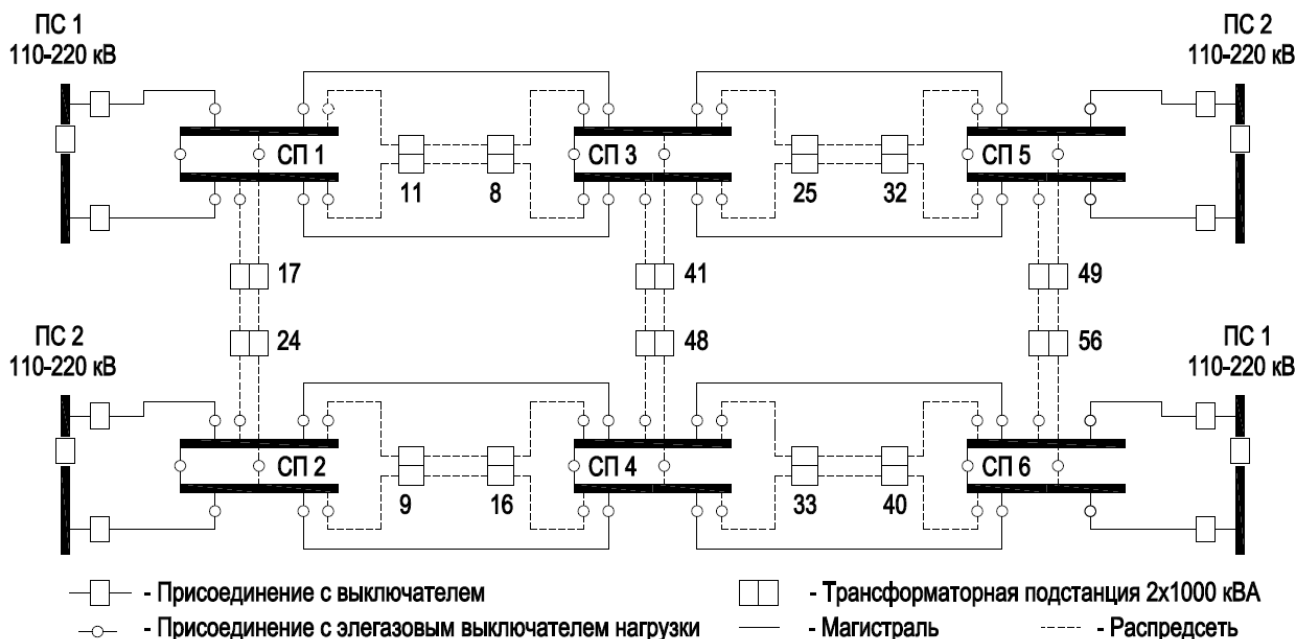 ПС 1
110-220 кВ
ПС 2
110-220 кВ
СП 1
СП 3
СП 5
11
8
25
32
17
41
49
ПС 2
110-220 кВ
24
48
56
ПС 1
110-220 кВ
СП 2
СП 4
СП 6
9
16
33
40
- Присоединение с выключателем
- Трансформаторная подстанция 2х1000 кВА
- Присоединение с элегазовым выключателем нагрузки
- Магистраль
- Распредсеть